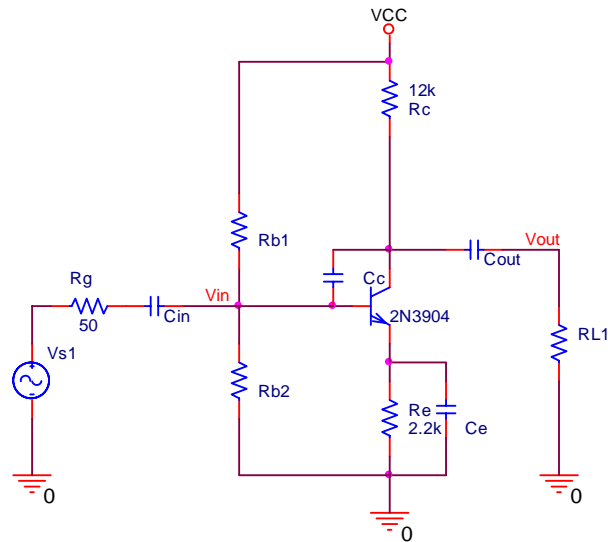 VCC
12k
Rc
Rb1
Vout
Cout
Cc
Rg
Vin
2N3904
50
Cin
RL1
Vs1
Rb2
Re
2.2k
Ce
0
0
0